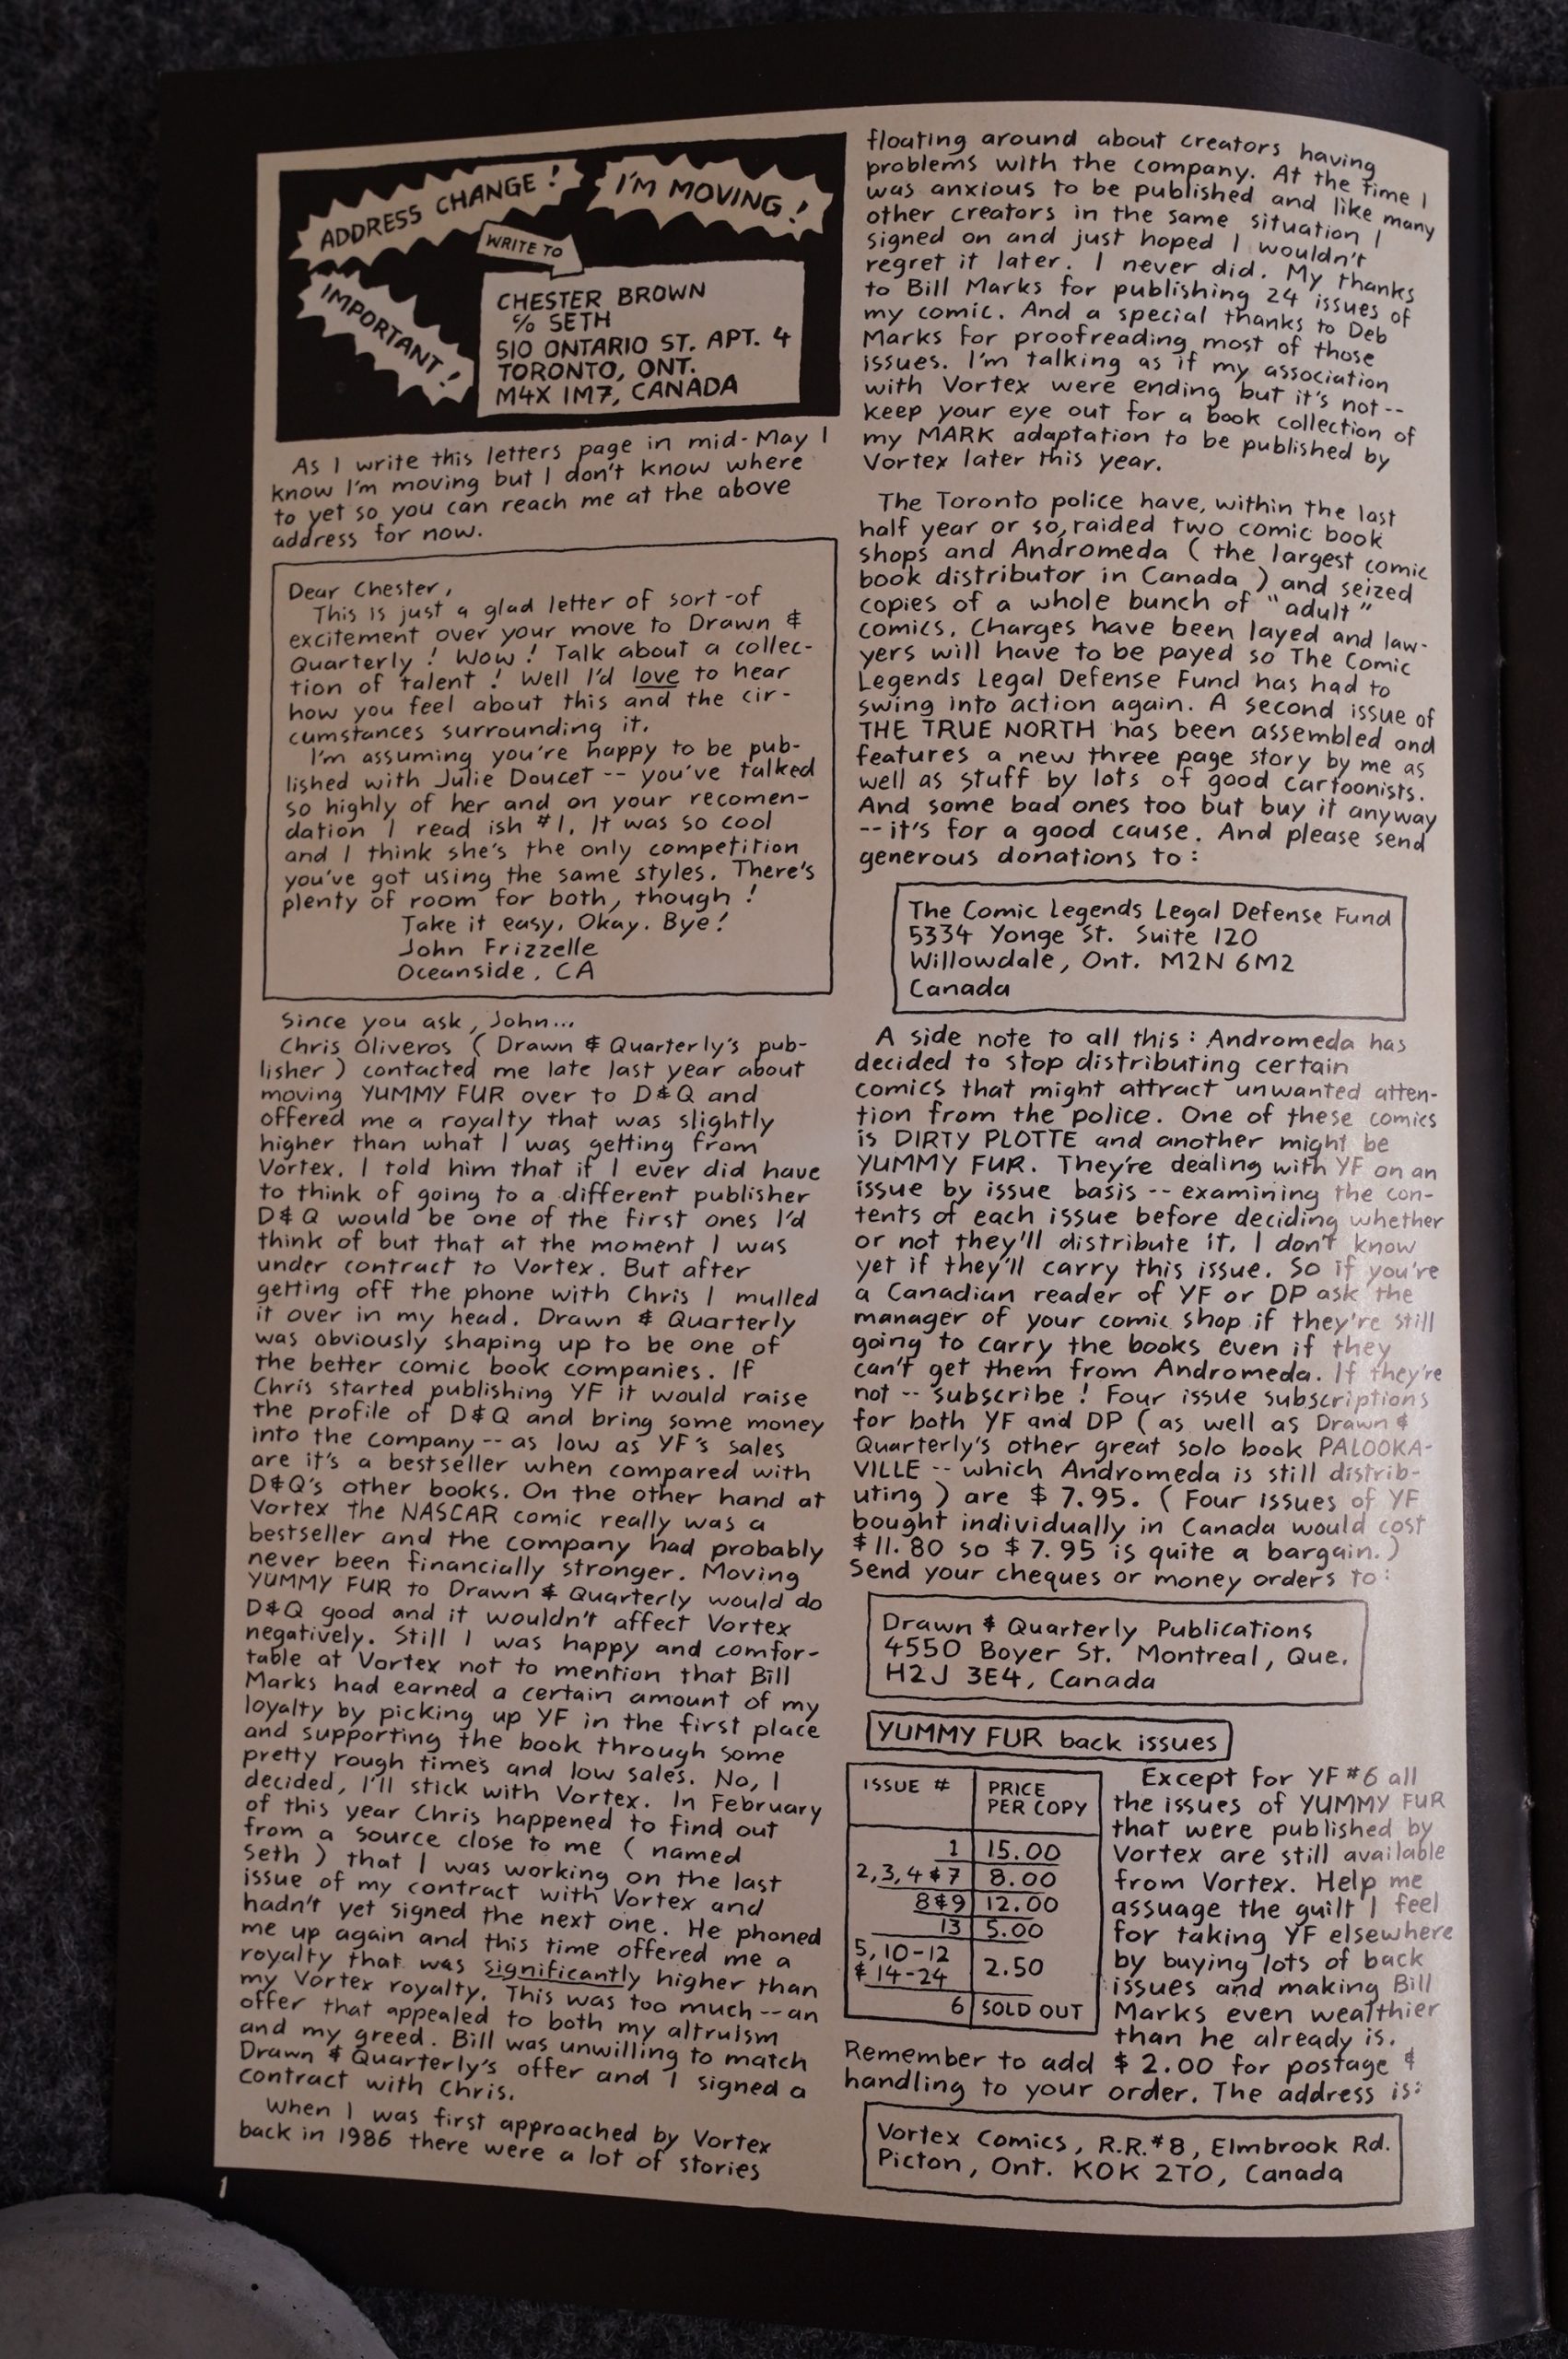 ADDRESS CHANGE!
I'M MOVING!
WRITE TO
IMPORTANT!
CHESTER BROWN
℅ SETH
510 ONTARIO ST. APT. 4
TORONTO, ONT.
M4X 1M7, CANADA
As I write this letters page in mid-May I
know I'm moving but I don't know where
to yet so you can reach me at the above
address for now.
Dear Chester,
This is just a glad letter of sort-of
excitement over your move to Drawn &
Quarterly! Wow! Talk about a collec-
tion of talent! Well I'd love to hear
how you feel about this and the cir-
cumstances surrounding it.
I'm assuming you're happy to be pub-
lished with Julie Doucet -- you've talked
so highly of her and on your recomen-
dation I read ish #1. It was so cool
and I think she's the only competition
you've got using the same styles. There's
plenty of room for both, though!
Take it easy, Okay. Bye!
John Frizzelle
Oceanside, CA
Since you ask, John...
Chris Oliveros (Drawn & Quarterly's pub-
lisher) contacted me late last year about
moving YUMMY FUR over to D&Q and
offered me a royalty that was slightly
higher than what I was getting from
Vortex. I told him that if I ever did have
to think of going to a different publisher
D&Q would be one of the first ones I'd
think of but that at the moment I was
under contract to Vortex. But after
getting off the phone with Chris I mulled
it over in my head. Drawn & Quarterly
was obviously shaping up to be one of
the better comic book companies. If
Chris started publishing YF it would raise
the profile of D&Q and bring some money
into the company -- as low as YF's sales
are it's a bestseller when compared with
D&Q's other books. On the other hand at
Vortex the NASCAR comic really was a
bestseller and the company had probably
never been financially stronger. Moving
YUMMY FUR to Drawn & Quarterly would do
D&Q good and it wouldn't affect Vortex
negatively. Still I was happy and comfor-
table at Vortex not to mention that Bill
Marks had earned a certain amount of my
loyalty by picking up YF in the first place
and supporting the book through some
pretty rough times and low sales. No, I
decided, I'll stick with Vortex. In February
of this year Chris happened to find out
from a source close to me (named
Seth) that I was working on the last
issue of my contract with Vortex and
hadn't yet signed the next one. He phoned
me up again and this time offered me a
royalty that was significantly higher than
my Vortex royalty. This was too much -- an
offer that appealed to both my altruism
and my greed. Bill was unwilling to match
Drawn & Quarterly's offer and I signed a
contract with Chris.
When I was first approached by Vortex
back in 1986 there were a lot of stories
1
floating around about creators having
problems with the company. At the time I
was anxious to be published and like many
other creators in the same situation I
signed on and just hoped I wouldn't
regret it later. I never did. My thanks
to Bill Marks for publishing 24 issues of
my comic. And a special thanks to Deb
Marks for proofreading most of those
issues. I'm talking as if my association
with Vortex were ending but it's not --
keep your eye out for a book collection of
my MARK adaptation to be published by
Vortex later this year.
The Toronto police have, within the last
half year or so, raided two comic book
shops and Andromeda (the largest comic
book distributor in Canada) and seized
copies of a whole bunch of "adult"
comics. Charges have been layed and law-
yers will have to be payed so The Comic
Legends Legal Defense Fund has had to
swing into action again. A second issue of
THE TRUE NORTH has been assembled and
features a new three page story by me as
well as stuff by lots of good cartoonists.
And some bad ones too but buy it anyway
-- it's for a good cause. And please send
generous donations to:
The Comic Legends Legal Defense Fund
5334 Yonge St. Suite 120
Willowdale, Ont. M2N 6M2
Canada
A side note to all this: Andromeda has
decided to stop distributing certain
comics that might attract unwanted atten-
tion from the police. One of these comics
is DIRTY PLOTTE and another might be
YUMMY FUR. They're dealing with YF on an
issue by issue basis -- examining the con-
tents of each issue before deciding whether
or not they'll distribute it. I don't know
yet if they'll carry this issue. So if you're
a Canadian reader of YF or DP ask the
manager of your comic shop if they're still
going to carry the books even if they
can't get them from Andromeda. If they're
not -- subscribe! Four issue subscriptions
for both YF and DP (as well as Drawn &
Quarterly's other great solo book PALOOKA-
VILLE -- which Andromeda is still distrib-
uting) are $7.95. (Four issues of YF
bought individually in Canada would cost
$11.80 so $7.95 is quite a bargain.)
Send your cheques or money orders to:
Drawn & Quarterly Publications
4550 Boyer St. Montreal, Que.
H2J 3E4, Canada
YUMMY FUR back issues
ISSUE # PRICE PER COPY
1 15.00
2,3,4&7 8.00
8&9 12.00
13 5.00
5,10-12
&14-24 2.50
6 SOLD OUT
Except for YF #6 all
the issues of YUMMY FUR
that were published by
Vortex are still available
from Vortex. Help me
assuage the guilt I feel
for taking YF elsewhere
by buying lots of back
issues and making Bill
Marks even wealthier
than he already is.
Remember to add $2.00 for postage &
handling to your order. The address is:
Vortex Comics, R.R.#8, Elmbrook Rd.
Picton, Ont. K0K 2T0, Canada